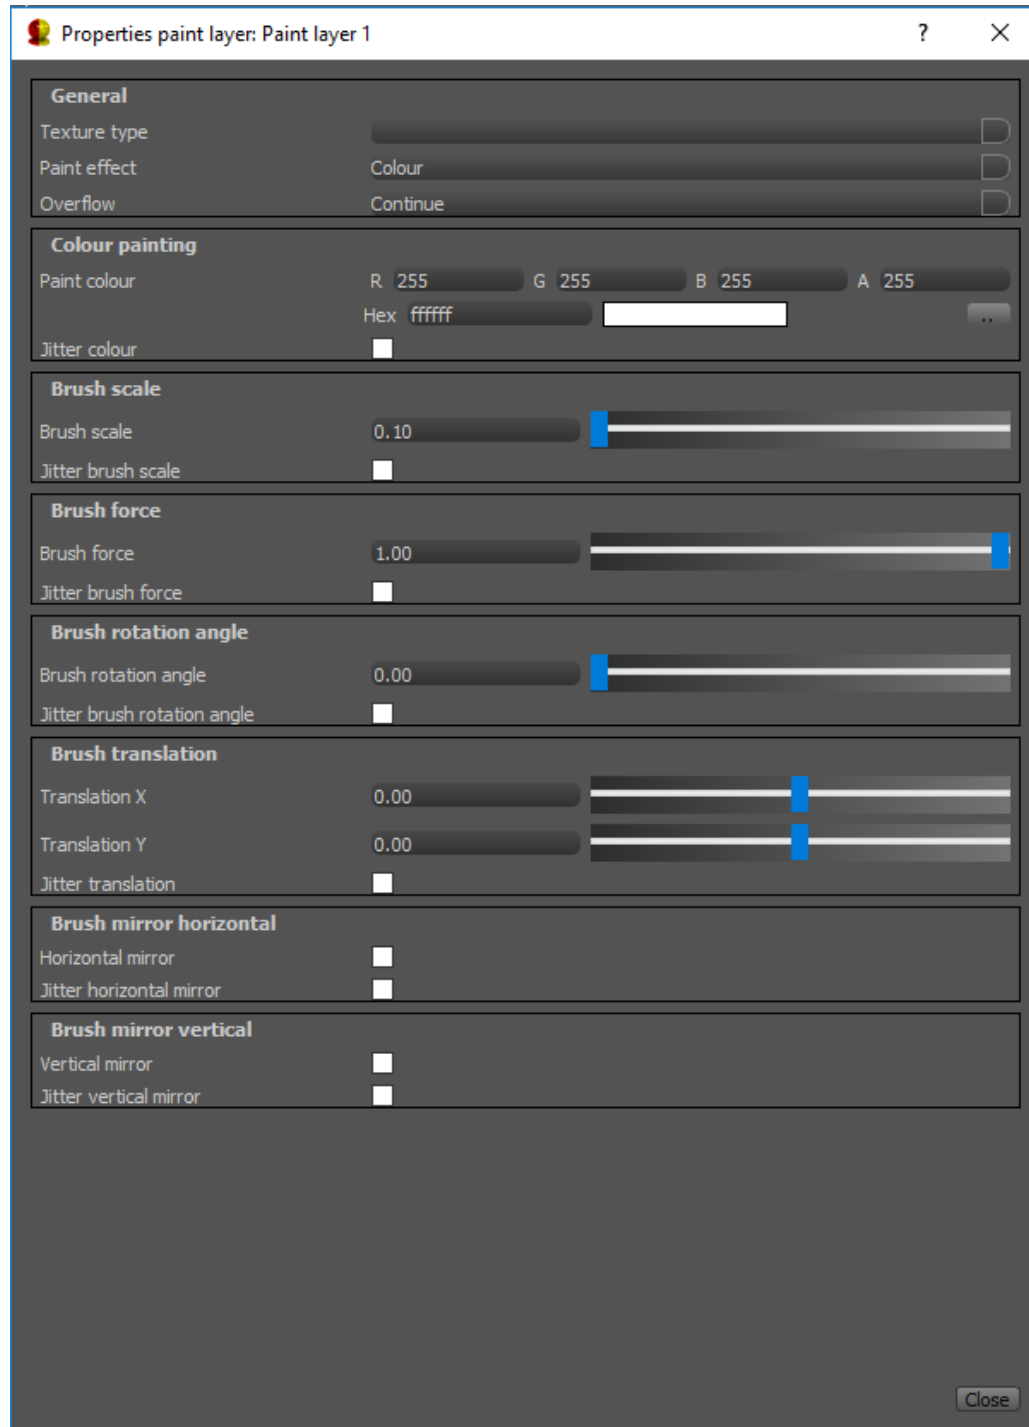 Properties paint layer: Paint layer 1 ?
General
Texture type
Paint effect Colour
Overflow Continue
Colour painting
Paint colour R 255 G 255 B 255 A 255
Hex ffffff ..
Jitter colour
Brush scale
Brush scale 0.10
Jitter brush scale
Brush force
Brush force 1.00
Jitter brush force
Brush rotation angle
Brush rotation angle 0.00
Jitter brush rotation angle
Brush translation
Translation X 0.00
Translation Y 0.00
Jitter translation
Brush mirror horizontal
Horizontal mirror
Jitter horizontal mirror
Brush mirror vertical
Vertical mirror
Jitter vertical mirror
Close